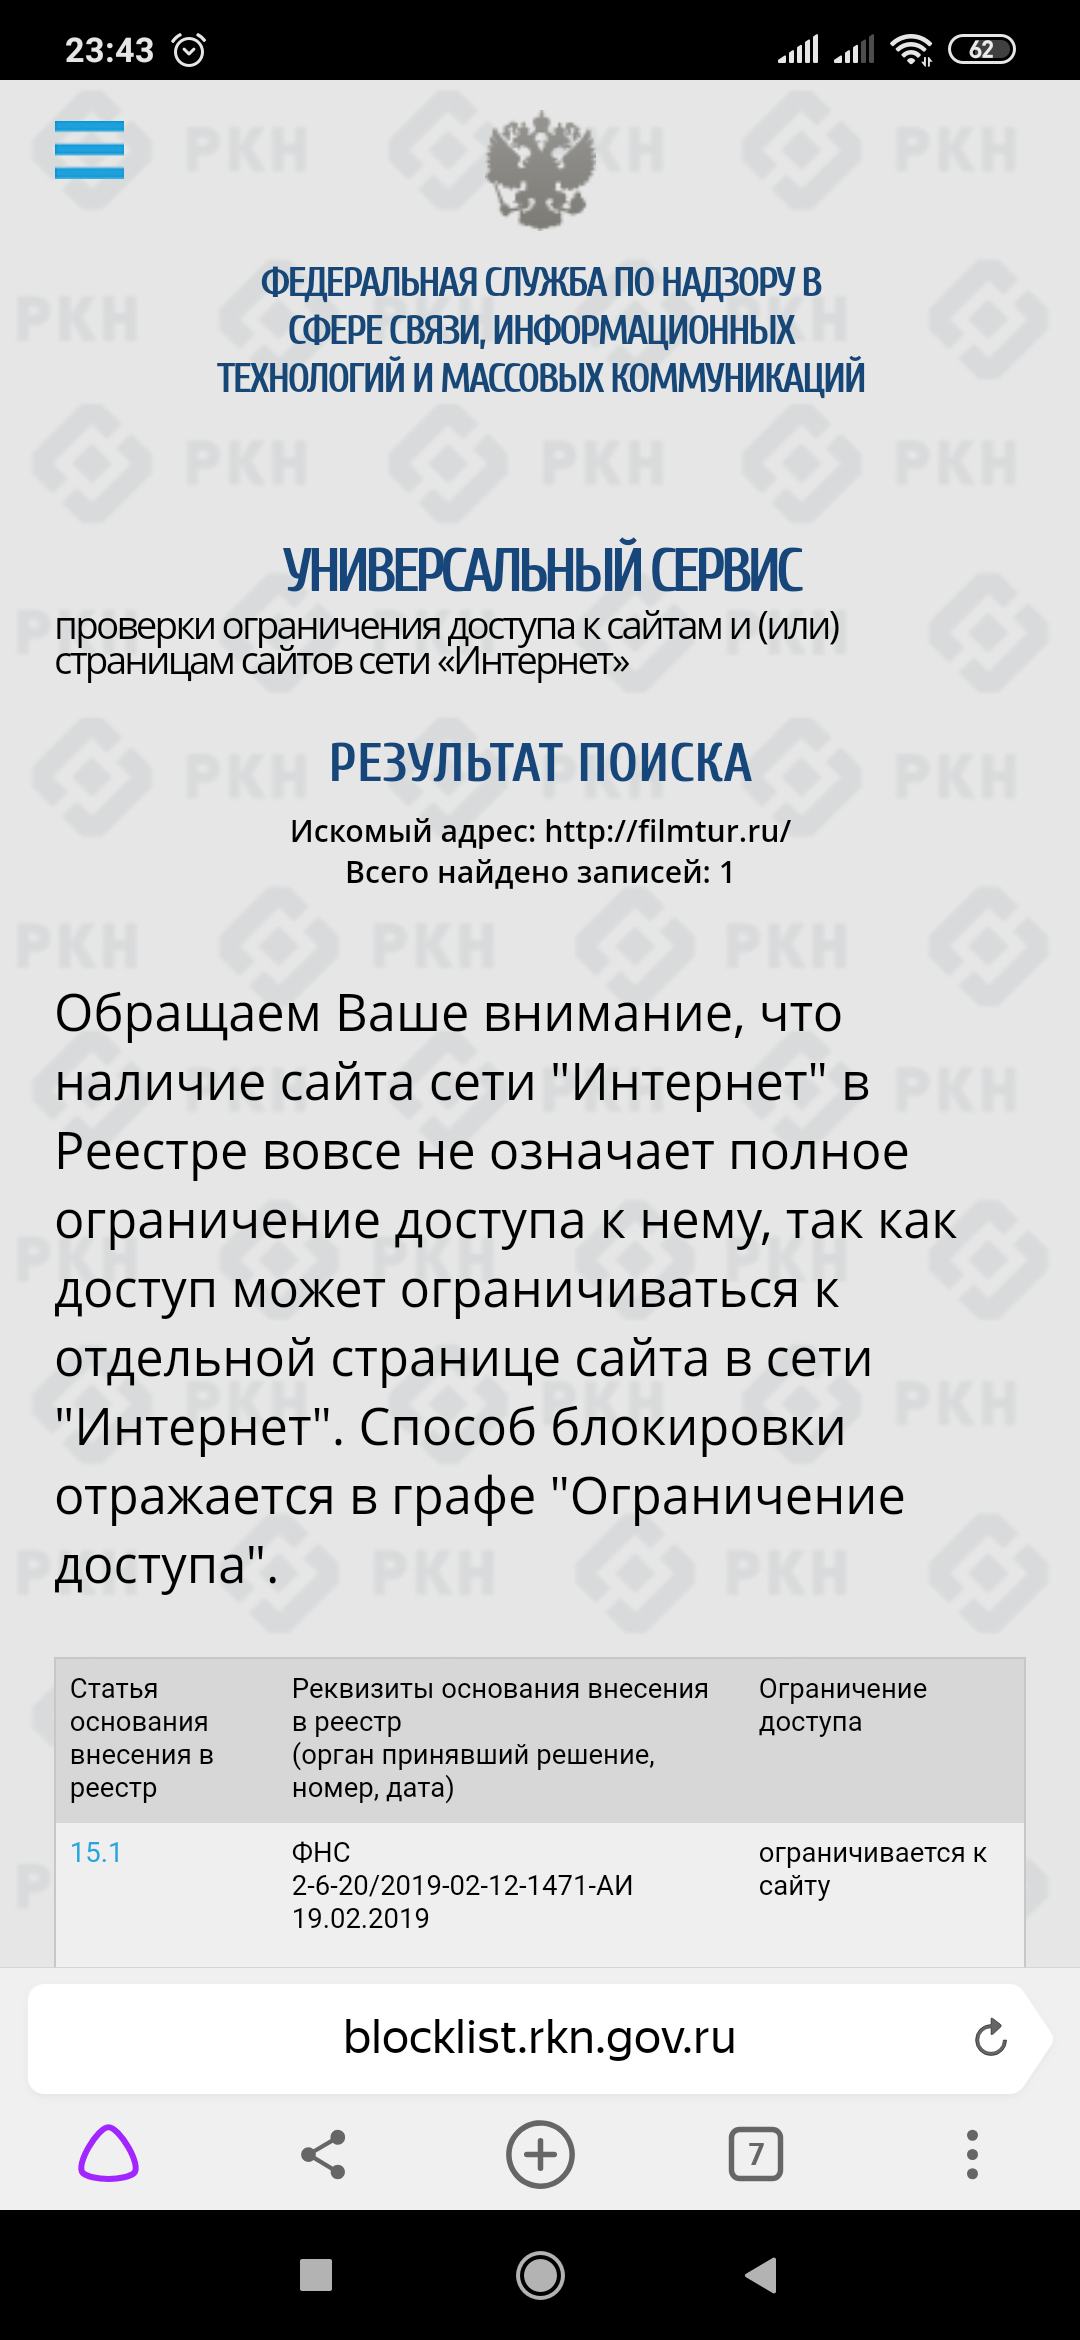 23:43
62
ФЕДЕРАЛЬНАЯ СЛУЖБА ПО НАДЗОРУ В
СФЕРЕ СВЯЗИ, ИНФОРМАЦИОННЫХ
ТЕХНОЛОГИЙ И МАССОВЫХ КОММУНИКАЦИЙ
УНИВЕРСАЛЬНЫЙ СЕРВИС
проверки ограничения доступа к сайтам и (или)
страницам сайтов сети «Интернет»
РЕЗУЛЬТАТ ПОИСКА
Искомый адрес: http://filmtur.ru/
Всего найдено записей: 1
Обращаем Ваше внимание, что
наличие сайта сети "Интернет" в
Реестре вовсе не означает полное
ограничение доступа к нему, так как
доступ может ограничиваться к
отдельной странице сайта в сети
"Интернет". Способ блокировки
отражается в графе "Ограничение
доступа".
Статья
основания
внесения в
реестр
Реквизиты основания внесения
в реестр
(орган принявший решение,
номер, дата)
Ограничение
доступа
15.1
ФНС
2-6-20/2019-02-12-1471-АИ
19.02.2019
ограничивается к
сайту
blocklist.rkn.gov.ru
7
РКН